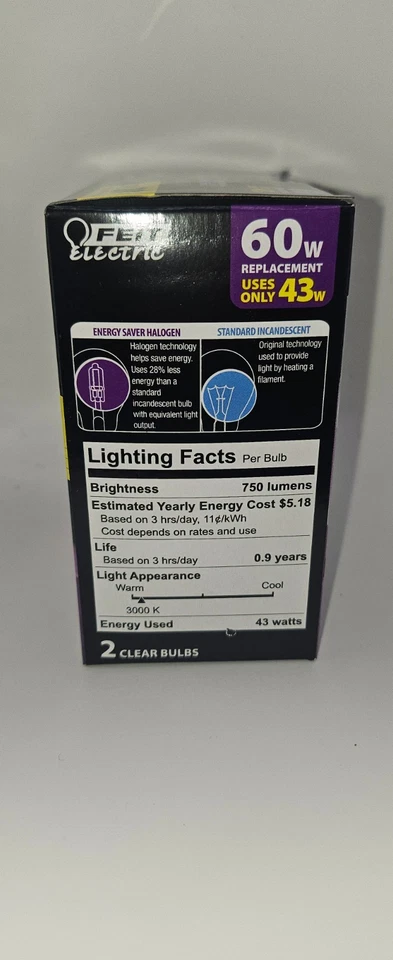 FEIT
Electric
60W
REPLACEMENT
USES
ONLY 43W
ENERGY SAVER HALOGEN
Halogen technology
helps save energy.
Uses 28% less
energy than a
standard
incandescent bulb
with equivalent light
output.
STANDARD INCANDESCENT
Original technology
used to provide
light by heating a
filament.
Lighting Facts Per Bulb
Brightness 750 lumens
Estimated Yearly Energy Cost $5.18
Based on 3 hrs/day, 11¢/kWh
Cost depends on rates and use
Life
Based on 3 hrs/day 0.9 years
Light Appearance
Warm Cool
3000 K
Energy Used 43 watts
2 CLEAR BULBS